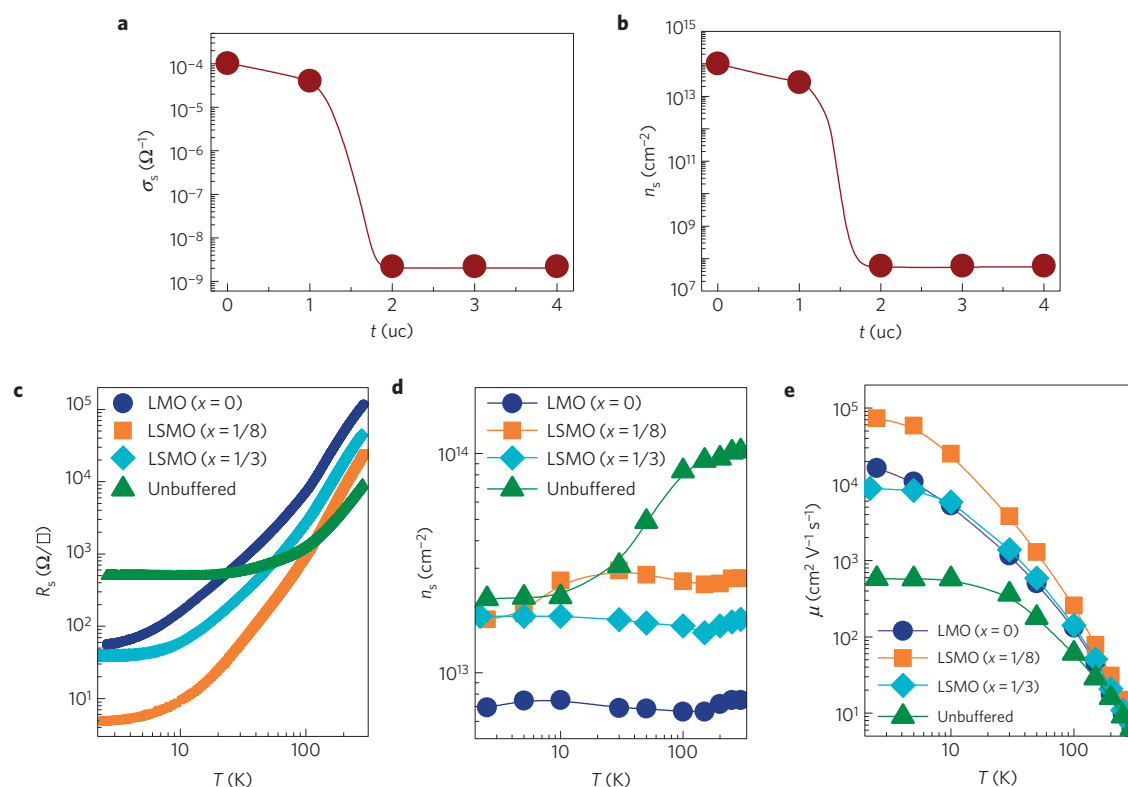 a
10⁻⁴
10⁻⁵
10⁻⁶
10⁻⁷
10⁻⁸
10⁻⁹
σₛ (Ω⁻¹)
0 1 2 3 4
t (uc)
b
10¹⁵
10¹³
10¹¹
10⁹
10⁷
nₛ (cm⁻²)
0 1 2 3 4
t (uc)
c
LMO (x = 0)
LSMO (x = 1/8)
LSMO (x = 1/3)
Unbuffered
10⁵
10⁴
10³
10²
10¹
Rₛ (Ω/□)
10 100
T (K)
d
LMO (x = 0)
LSMO (x = 1/8)
LSMO (x = 1/3)
Unbuffered
10¹⁴
10¹³
nₛ (cm⁻²)
10 100
T (K)
e
10⁵
10⁴
10³
10²
10¹
μ (cm² V⁻¹ s⁻¹)
LMO (x = 0)
LSMO (x = 1/8)
LSMO (x = 1/3)
Unbuffered
10 100
T (K)